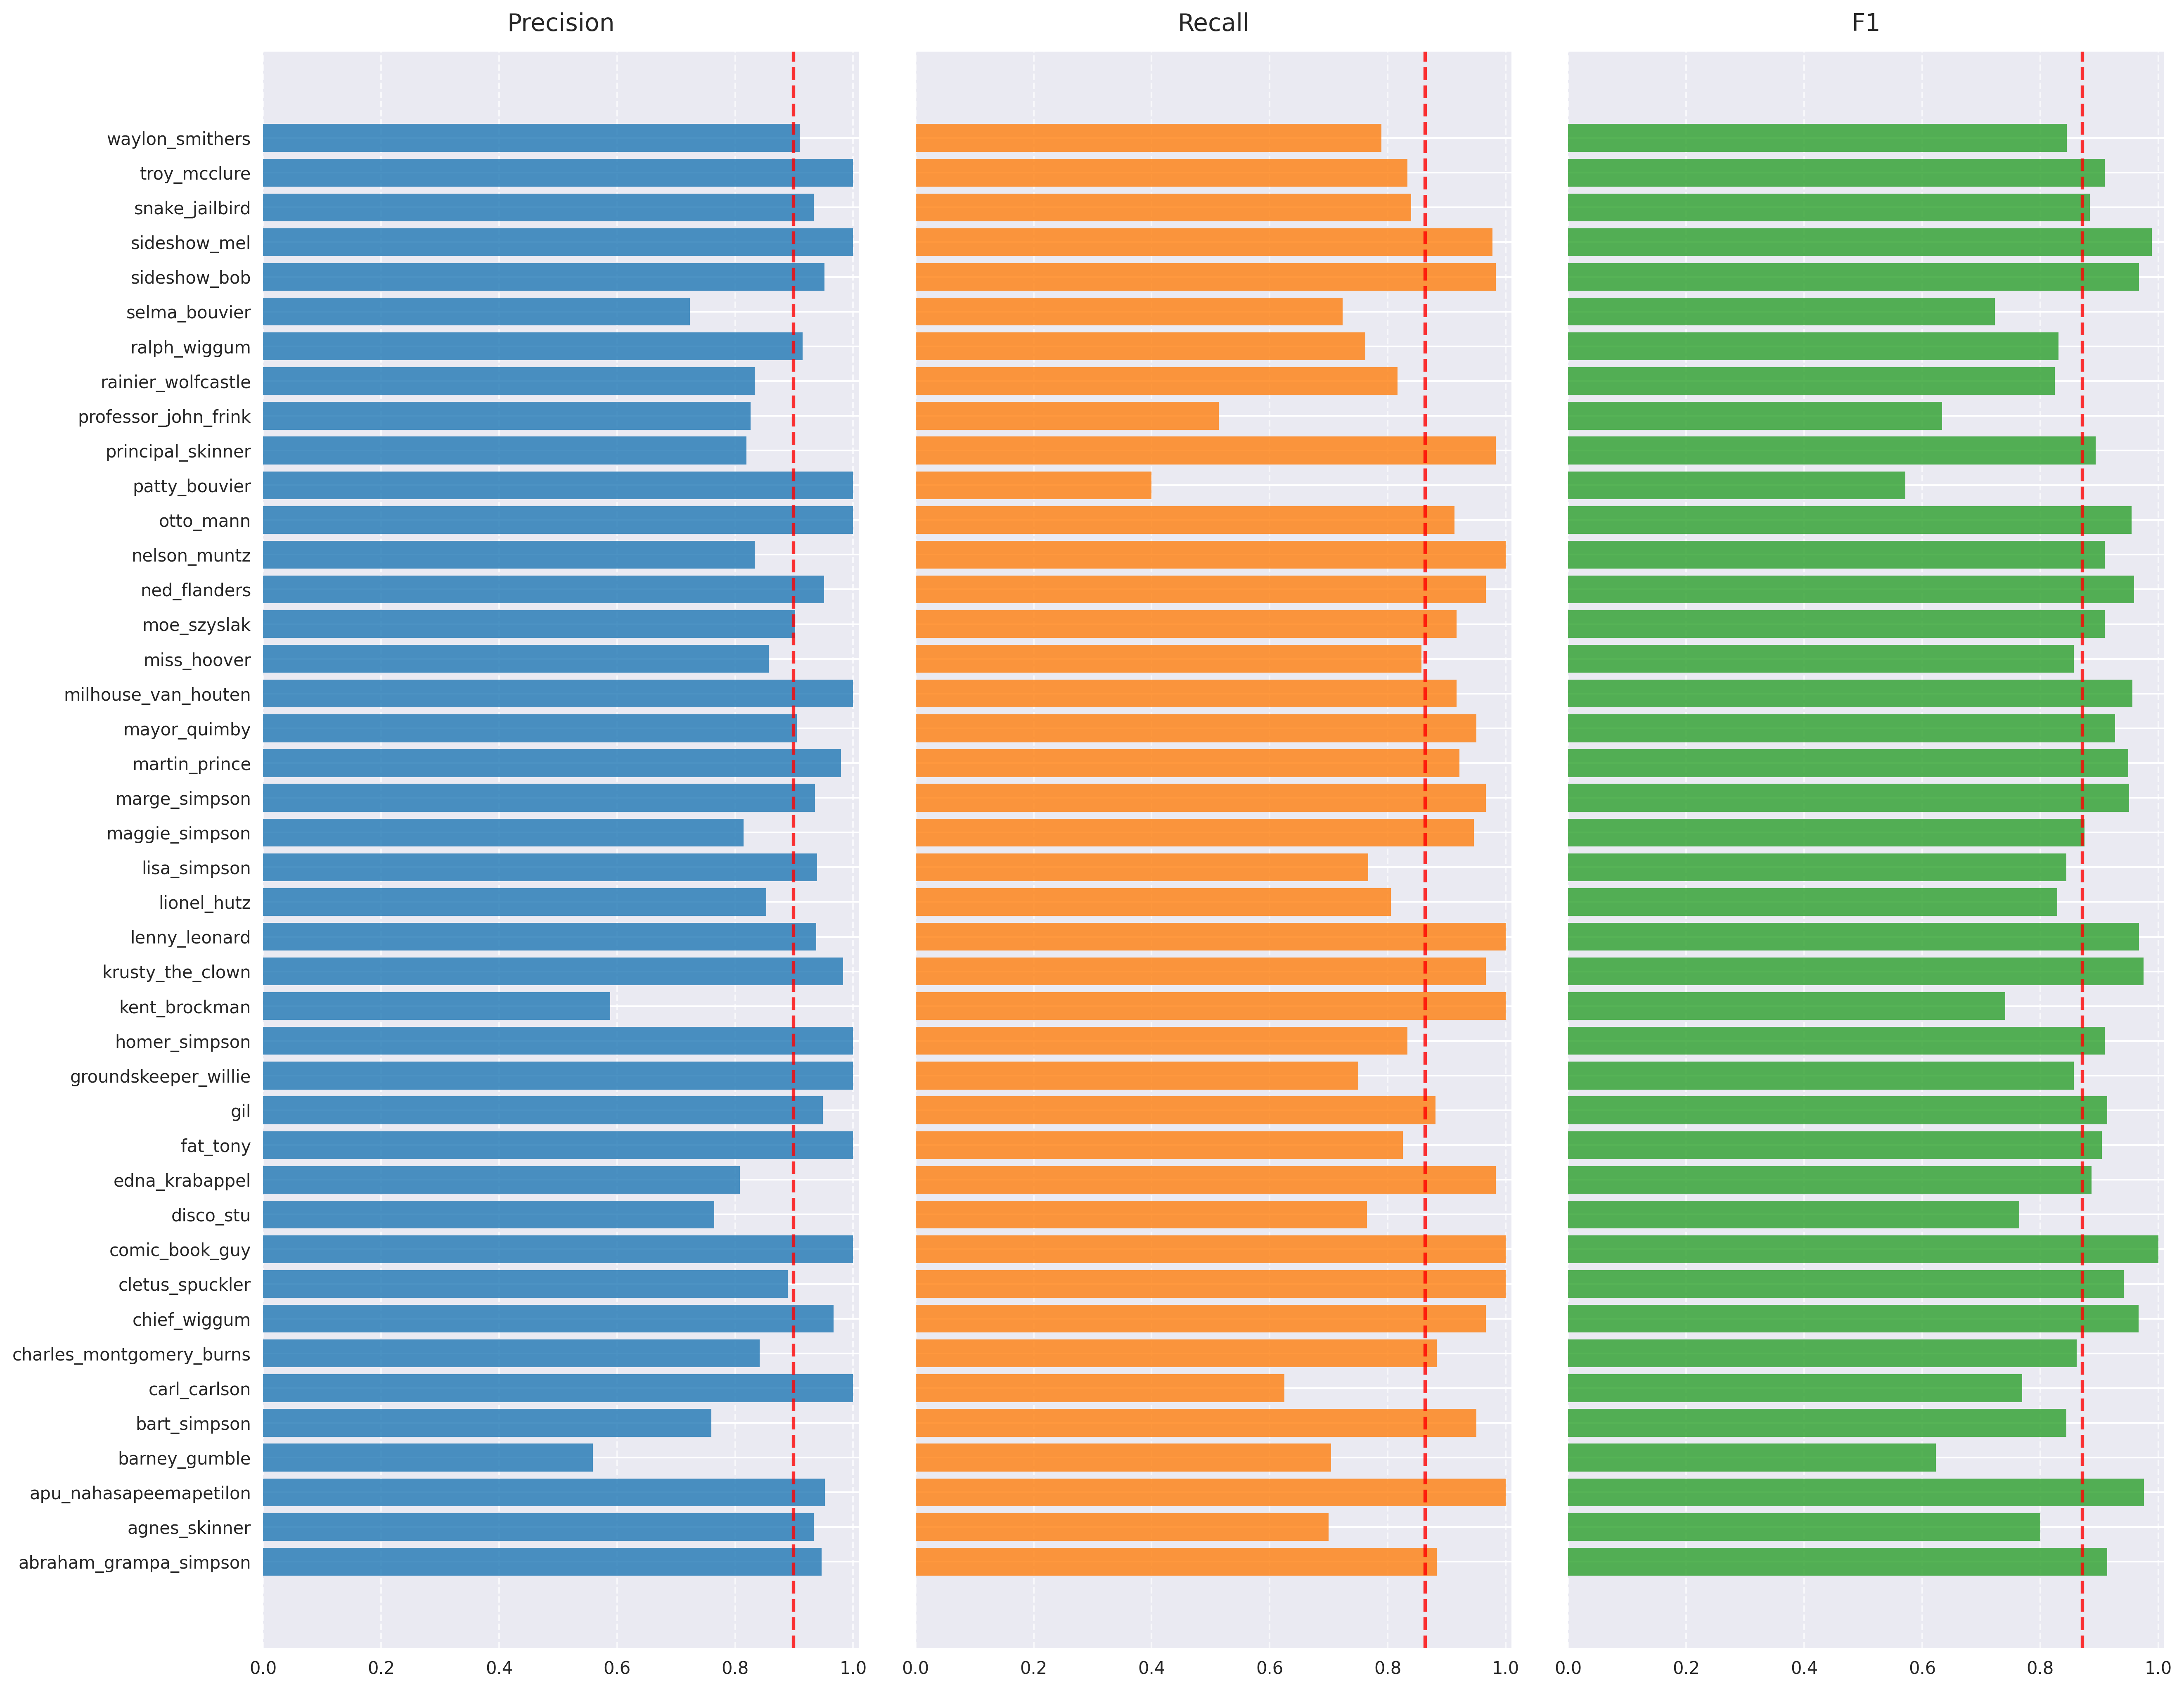 Precision Recall F1
waylon_smithers
troy_mcclure
snake_jailbird
sideshow_mel
sideshow_bob
selma_bouvier
ralph_wiggum
rainier_wolfcastle
professor_john_frink
principal_skinner
patty_bouvier
otto_mann
nelson_muntz
ned_flanders
moe_szyslak
miss_hoover
milhouse_van_houten
mayor_quimby
martin_prince
marge_simpson
maggie_simpson
lisa_simpson
lionel_hutz
lenny_leonard
krusty_the_clown
kent_brockman
homer_simpson
groundskeeper_willie
gil
fat_tony
edna_krabappel
disco_stu
comic_book_guy
cletus_spuckler
chief_wiggum
charles_montgomery_burns
carl_carlson
bart_simpson
barney_gumble
apu_nahasapeemapetilon
agnes_skinner
abraham_grampa_simpson
0.0 0.2 0.4 0.6 0.8 1.0 0.0 0.2 0.4 0.6 0.8 1.0 0.0 0.2 0.4 0.6 0.8 1.0